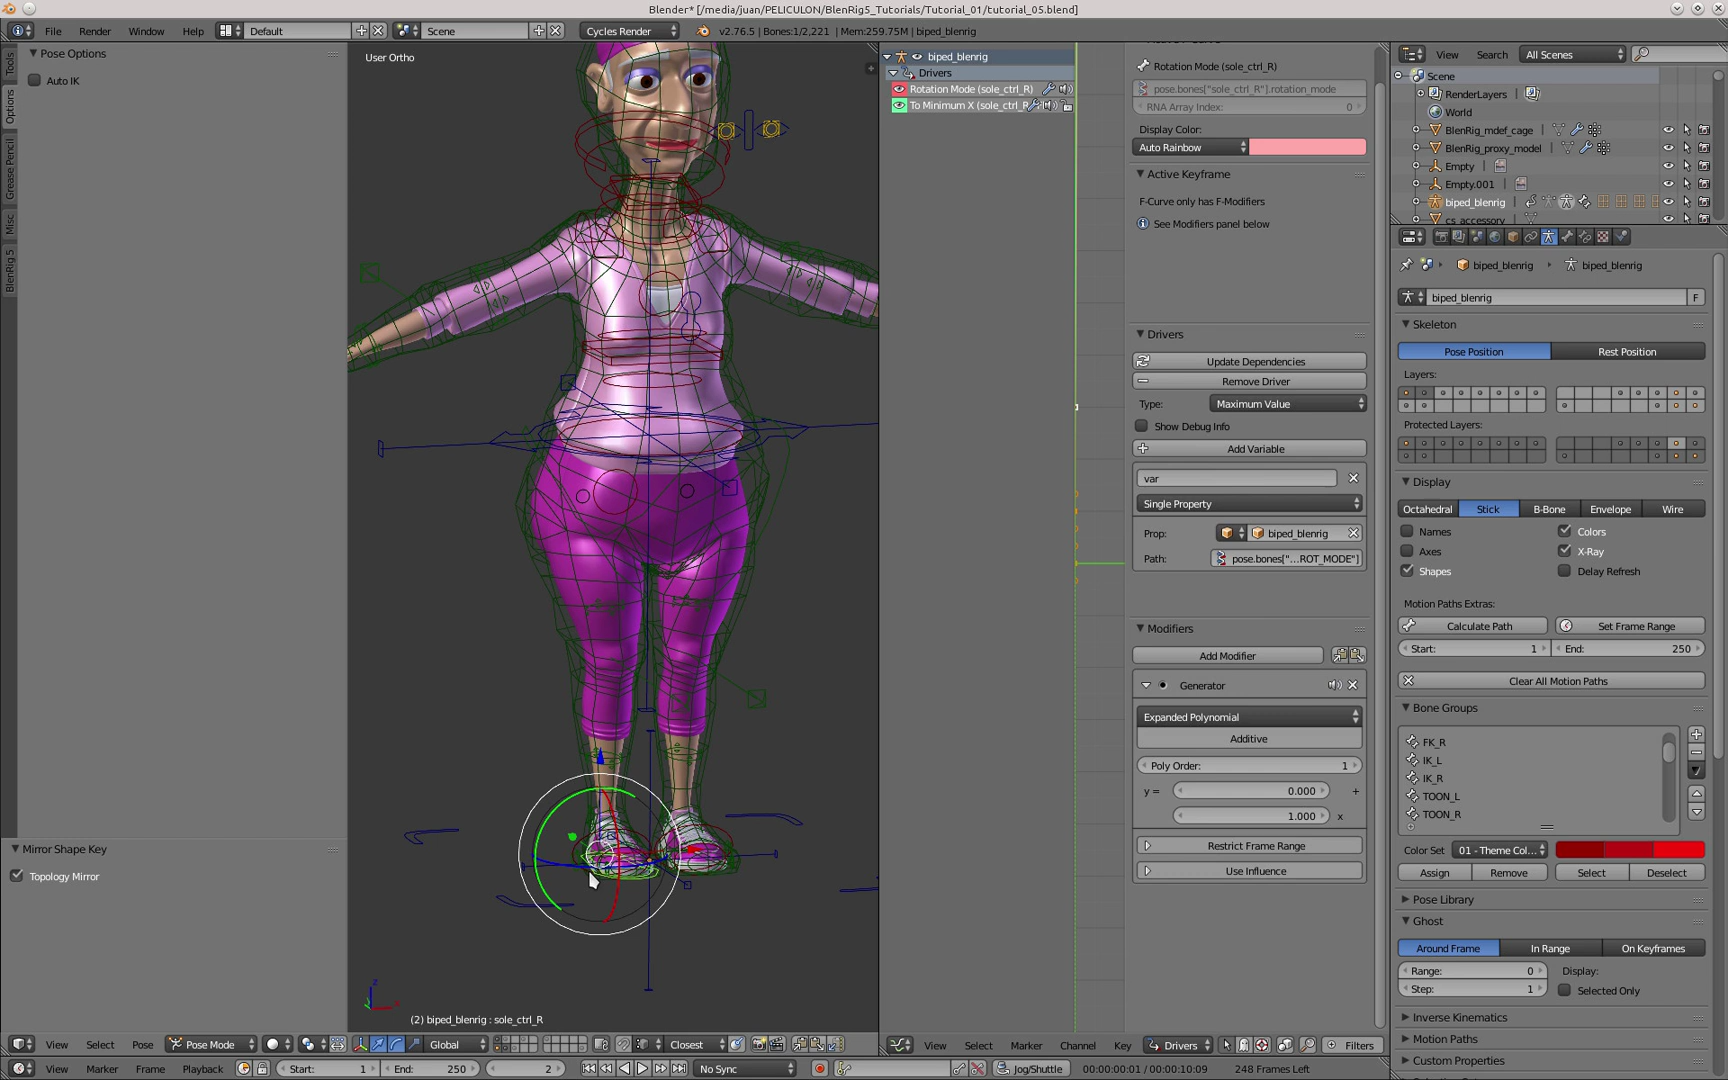 Blender* [/media/juan/PELICULON/BlenRig5_Tutorials/Tutorial_01/tutorial_05.blend]
File Render Window Help Default Scene Cycles Render v2.76.5 | Bones:1/2,221 | Mem:259.75M | biped_blenrig
Pose Options
Auto IK
Tools
Options
Grease Pencil
Misc
BlenRig 5
Mirror Shape Key
Topology Mirror
User Ortho
(2) biped_blenrig : sole_ctrl_R
View Select Pose Pose Mode Global Closest
biped_blenrig
Drivers
Rotation Mode (sole_ctrl_R)
To Minimum X (sole_ctrl_R
Rotation Mode (sole_ctrl_R)
pose.bones["sole_ctrl_R"].rotation_mode
RNA Array Index: 0
Display Color:
Auto Rainbow
Active Keyframe
F-Curve only has F-Modifiers
See Modifiers panel below
Drivers
Update Dependencies
Remove Driver
Type: Maximum Value
Show Debug Info
Add Variable
var
Single Property
Prop: biped_blenrig
Path: pose.bones["...ROT_MODE"]
Modifiers
Add Modifier
Generator
Expanded Polynomial
Additive
Poly Order: 1
y = 0.000 +
1.000 x
Restrict Frame Range
Use Influence
View Select Marker Channel Key Drivers Filters
View Search All Scenes
Scene
RenderLayers
World
BlenRig_mdef_cage
BlenRig_proxy_model
Empty
Empty.001
biped_blenrig
cs_accessory
biped_blenrig biped_blenrig
biped_blenrig F
Skeleton
Pose Position Rest Position
Layers:
Protected Layers:
Display
Octahedral Stick B-Bone Envelope Wire
Names Colors
Axes X-Ray
Shapes Delay Refresh
Motion Paths Extras:
Calculate Path Set Frame Range
Start: 1 End: 250
Clear All Motion Paths
Bone Groups
FK_R
IK_L
IK_R
TOON_L
TOON_R
Color Set 01 - Theme Col...
Assign Remove Select Deselect
Pose Library
Ghost
Around Frame In Range On Keyframes
Range: 0 Display:
Step: 1 Selected Only
Inverse Kinematics
Motion Paths
Custom Properties
View Marker Frame Playback Start: 1 End: 250 2 No Sync Jog/Shuttle 00:00:00:01 / 00:00:10:09 248 Frames Left